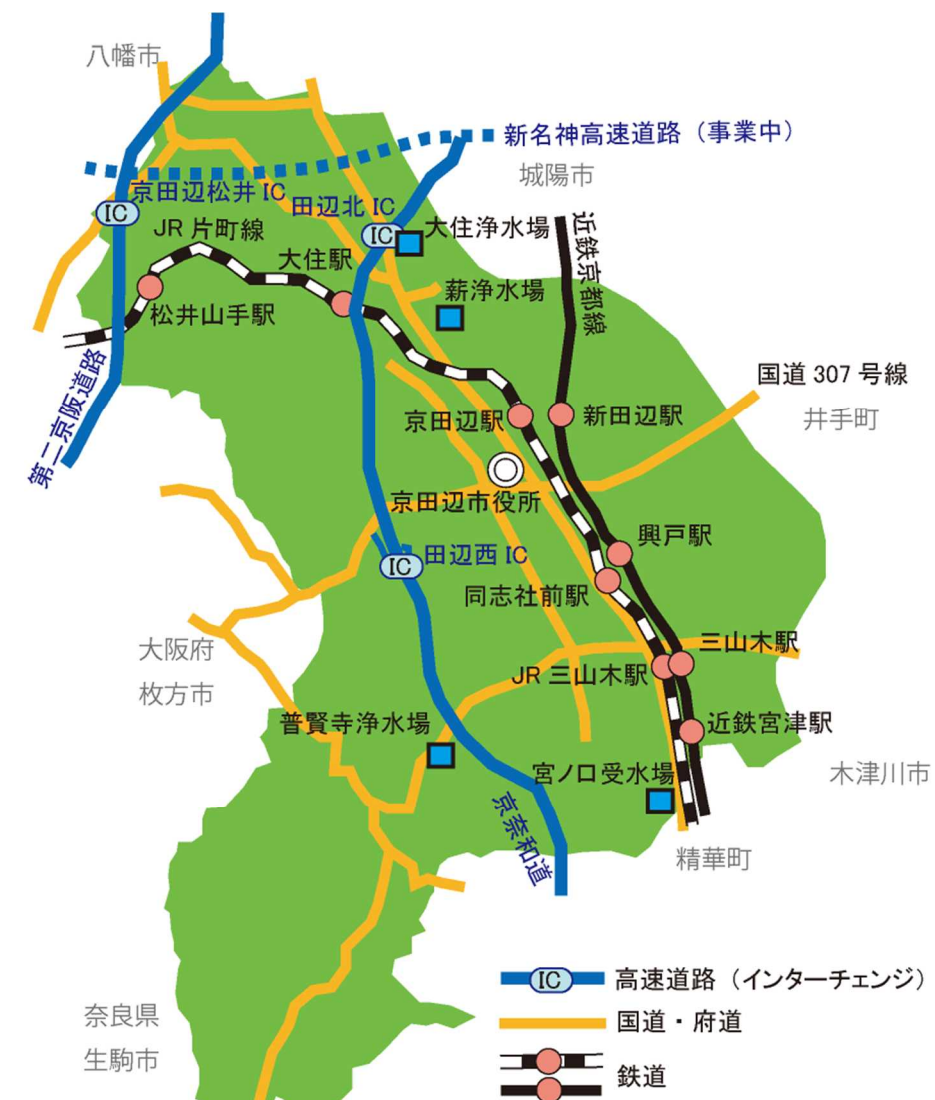 八幡市
新名神高速道路（事業中）
城陽市
京田辺松井 IC
田辺北 IC
IC
IC
JR 片町線
大住浄水場
近鉄京都線
大住駅
薪浄水場
松井山手駅
第二京阪道路
国道 307 号線
京田辺駅
新田辺駅
井手町
京田辺市役所
興戸駅
田辺西 IC
IC
同志社前駅
大阪府
枚方市
三山木駅
JR 三山木駅
普賢寺浄水場
近鉄宮津駅
宮ノ口受水場
木津川市
京奈和道
精華町
IC
高速道路（インターチェンジ）
奈良県
生駒市
国道・府道
鉄道